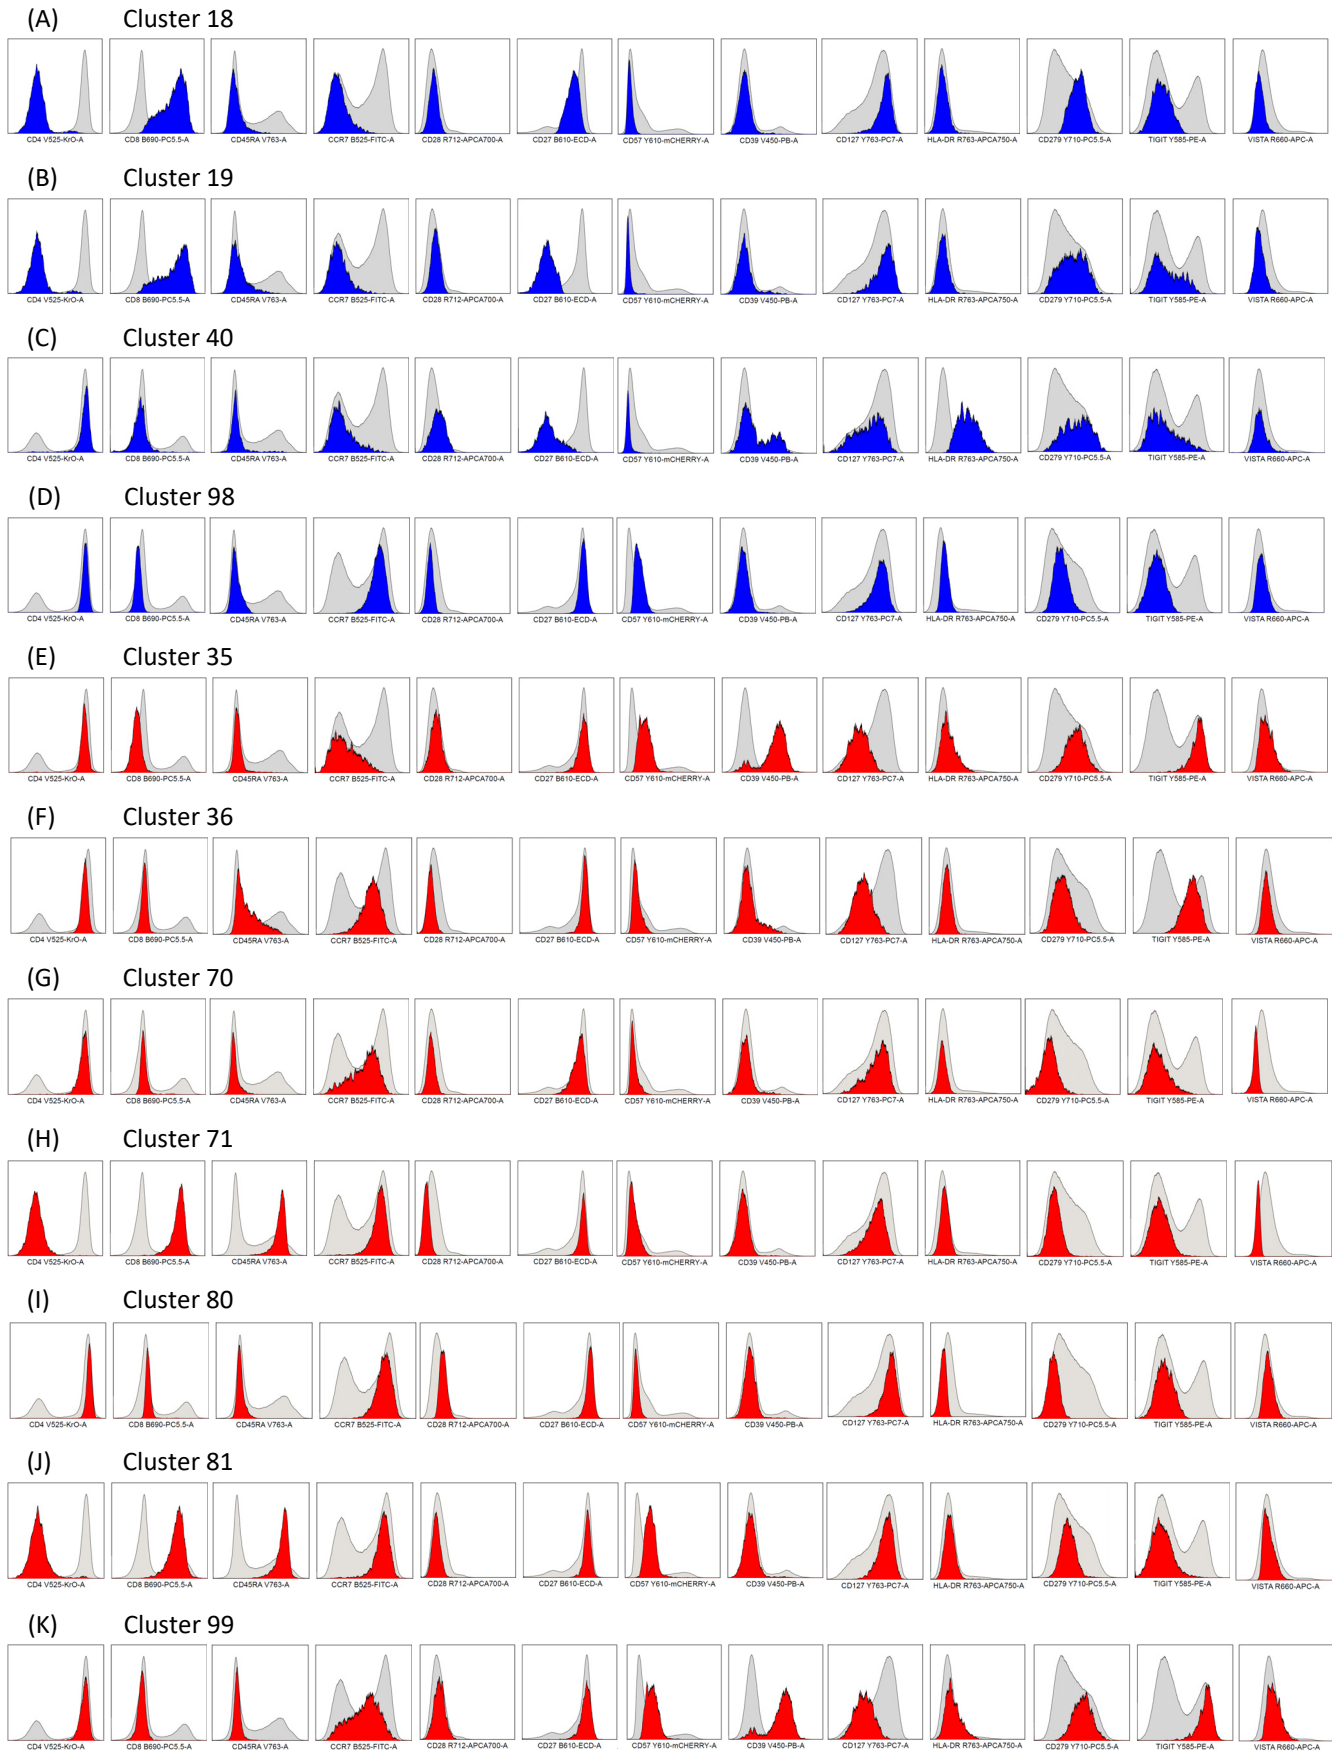 (A) Cluster 18
CD4 V525-KrO-A CD8 B690-PC5.5-A CD45RA V763-A CCR7 B525-FITC-A CD28 R712-APCA700-A CD27 B610-ECD-A CD57 Y610-mCHERRY-A CD39 V450-PB-A CD127 Y763-PC7-A HLA-DR R763-APCA750-A CD279 Y710-PC5.5-A TIGIT Y585-PE-A VISTA R660-APC-A
(B) Cluster 19
CD4 V525-KrO-A CD8 B690-PC5.5-A CD45RA V763-A CCR7 B525-FITC-A CD28 R712-APCA700-A CD27 B610-ECD-A CD57 Y610-mCHERRY-A CD39 V450-PB-A CD127 Y763-PC7-A HLA-DR R763-APCA750-A CD279 Y710-PC5.5-A TIGIT Y585-PE-A VISTA R660-APC-A
(C) Cluster 40
CD4 V525-KrO-A CD8 B690-PC5.5-A CD45RA V763-A CCR7 B525-FITC-A CD28 R712-APCA700-A CD27 B610-ECD-A CD57 Y610-mCHERRY-A CD39 V450-PB-A CD127 Y763-PC7-A HLA-DR R763-APCA750-A CD279 Y710-PC5.5-A TIGIT Y585-PE-A VISTA R660-APC-A
(D) Cluster 98
CD4 V525-KrO-A CD8 B690-PC5.5-A CD45RA V763-A CCR7 B525-FITC-A CD28 R712-APCA700-A CD27 B610-ECD-A CD57 Y610-mCHERRY-A CD39 V450-PB-A CD127 Y763-PC7-A HLA-DR R763-APCA750-A CD279 Y710-PC5.5-A TIGIT Y585-PE-A VISTA R660-APC-A
(E) Cluster 35
CD4 V525-KrO-A CD8 B690-PC5.5-A CD45RA V763-A CCR7 B525-FITC-A CD28 R712-APCA700-A CD27 B610-ECD-A CD57 Y610-mCHERRY-A CD39 V450-PB-A CD127 Y763-PC7-A HLA-DR R763-APCA750-A CD279 Y710-PC5.5-A TIGIT Y585-PE-A VISTA R660-APC-A
(F) Cluster 36
CD4 V525-KrO-A CD8 B690-PC5.5-A CD45RA V763-A CCR7 B525-FITC-A CD28 R712-APCA700-A CD27 B610-ECD-A CD57 Y610-mCHERRY-A CD39 V450-PB-A CD127 Y763-PC7-A HLA-DR R763-APCA750-A CD279 Y710-PC5.5-A TIGIT Y585-PE-A VISTA R660-APC-A
(G) Cluster 70
CD4 V525-KrO-A CD8 B690-PC5.5-A CD45RA V763-A CCR7 B525-FITC-A CD28 R712-APCA700-A CD27 B610-ECD-A CD57 Y610-mCHERRY-A CD39 V450-PB-A CD127 Y763-PC7-A HLA-DR R763-APCA750-A CD279 Y710-PC5.5-A TIGIT Y585-PE-A VISTA R660-APC-A
(H) Cluster 71
CD4 V525-KrO-A CD8 B690-PC5.5-A CD45RA V763-A CCR7 B525-FITC-A CD28 R712-APCA700-A CD27 B610-ECD-A CD57 Y610-mCHERRY-A CD39 V450-PB-A CD127 Y763-PC7-A HLA-DR R763-APCA750-A CD279 Y710-PC5.5-A TIGIT Y585-PE-A VISTA R660-APC-A
(I) Cluster 80
CD4 V525-KrO-A CD8 B690-PC5.5-A CD45RA V763-A CCR7 B525-FITC-A CD28 R712-APCA700-A CD27 B610-ECD-A CD57 Y610-mCHERRY-A CD39 V450-PB-A CD127 Y763-PC7-A HLA-DR R763-APCA750-A CD279 Y710-PC5.5-A TIGIT Y585-PE-A VISTA R660-APC-A
(J) Cluster 81
CD4 V525-KrO-A CD8 B690-PC5.5-A CD45RA V763-A CCR7 B525-FITC-A CD28 R712-APCA700-A CD27 B610-ECD-A CD57 Y610-mCHERRY-A CD39 V450-PB-A CD127 Y763-PC7-A HLA-DR R763-APCA750-A CD279 Y710-PC5.5-A TIGIT Y585-PE-A VISTA R660-APC-A
(K) Cluster 99
CD4 V525-KrO-A CD8 B690-PC5.5-A CD45RA V763-A CCR7 B525-FITC-A CD28 R712-APCA700-A CD27 B610-ECD-A CD57 Y610-mCHERRY-A CD39 V450-PB-A CD127 Y763-PC7-A HLA-DR R763-APCA750-A CD279 Y710-PC5.5-A TIGIT Y585-PE-A VISTA R660-APC-A